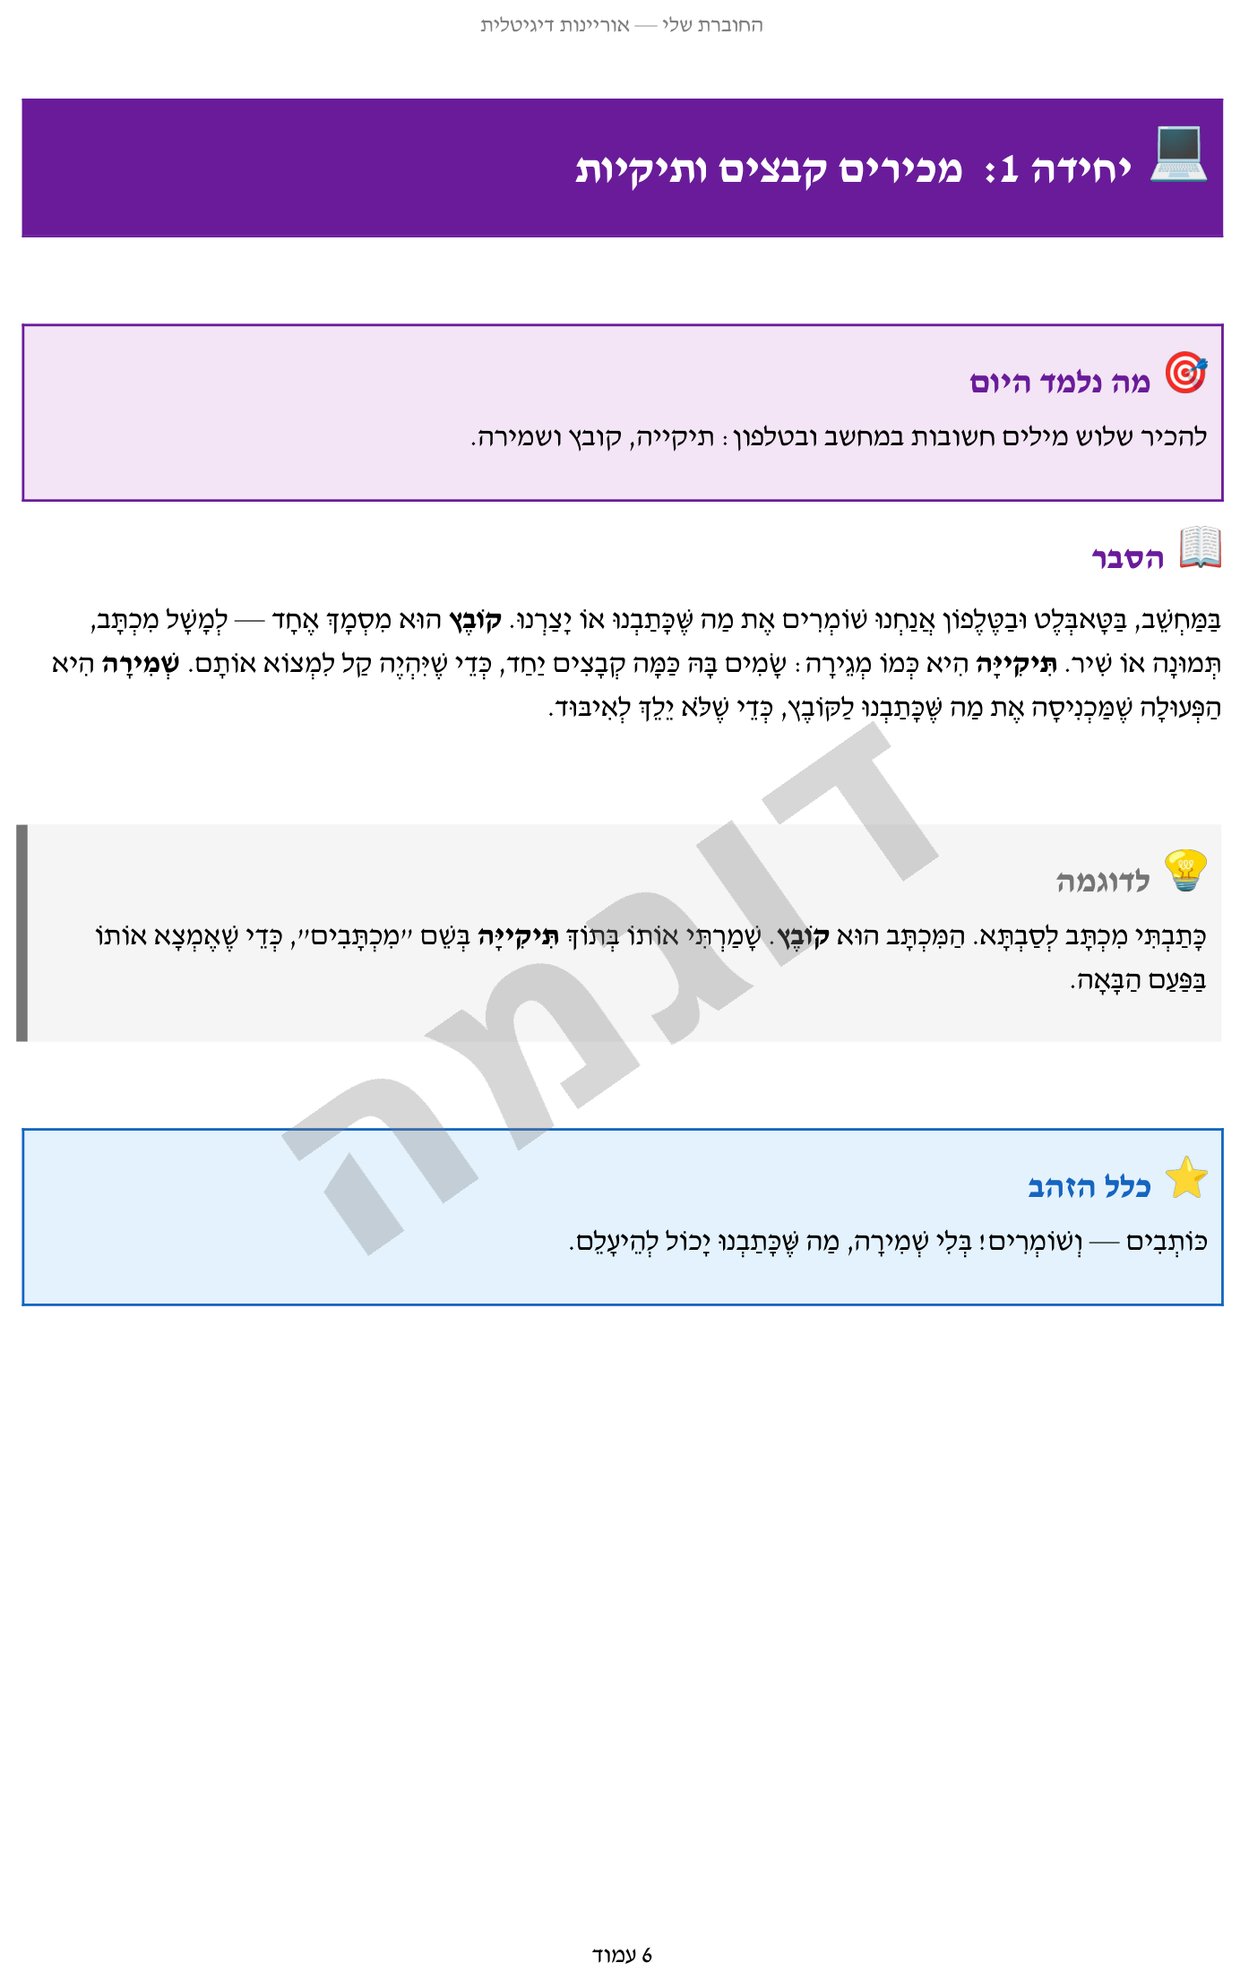 החוברת שלי — אוריינות דיגיטלית
יחידה 1: מכירים קבצים ותיקיות
מה נלמד היום
להכיר שלוש מילים חשובות במחשב ובטלפון: תיקייה, קובץ ושמירה.
הסבר
בַּמַּחְשֵׁב, בַּטָּאבְּלֶט וּבַטֶּלֶפוֹן אֲנַחְנוּ שׁוֹמְרִים אֶת מַה שֶּׁכָּתַבְנוּ אוֹ יָצַרְנוּ. קוֹבֶץ הוּא מִסְמָךְ אֶחָד — לְמָשָׁל מִכְתָּב,
תְּמוּנָה אוֹ שִׁיר. תִּיקִייָּה הִיא כְּמוֹ מְגֵירָה: שָׂמִים בָּהּ כַּמָּה קְבָצִים יַחַד, כְּדֵי שֶׁיִּהְיֶה קַל לִמְצוֹא אוֹתָם. שְׁמִירָה הִיא
הַפְּעוּלָה שֶׁמַּכְנִיסָה אֶת מַה שֶּׁכָּתַבְנוּ לַקּוֹבֶץ, כְּדֵי שֶׁלֹּא יֵלֵךְ לְאִיבּוּד.
לדוגמה
כָּתַבְתִּי מִכְתָּב לְסַבְתָּא. הַמִּכְתָּב הוּא קוֹבֶץ. שָׁמַרְתִּי אוֹתוֹ בְּתוֹךְ תִּיקִייָּה בְּשֵׁם "מִכְתָּבִים", כְּדֵי שֶׁאֶמְצָא אוֹתוֹ
בַּפַּעַם הַבָּאָה.
כלל הזהב
כּוֹתְבִים — וְשׁוֹמְרִים! בְּלִי שְׁמִירָה, מַה שֶּׁכָּתַבְנוּ יָכוֹל לְהֵיעָלֵם.
דוגמה
6 עמוד